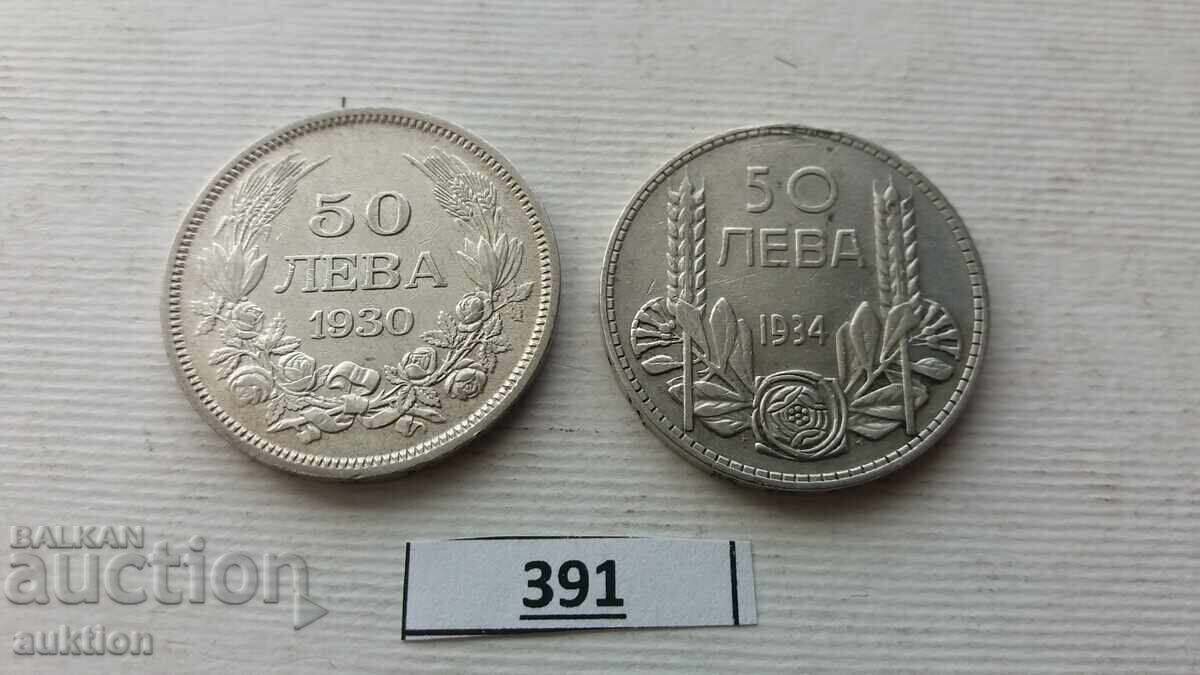 50
ЛЕВА
1930
50
ЛЕВА
1934
391
BALKAN
auction
auktion